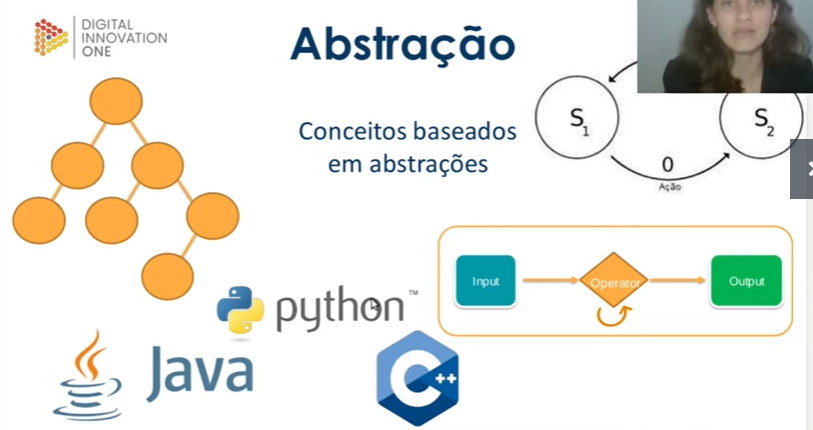 DIGITAL
INNOVATION
ONE
Abstração
Conceitos baseados
em abstrações
S1
S2
0
Ação
Input
Operator
Output
python™
Java
C++